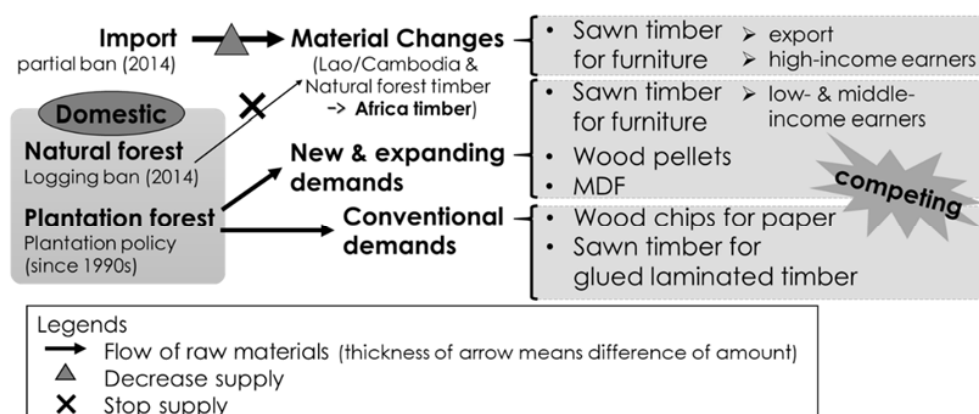 Import
partial ban (2014)
Domestic
Natural forest
Logging ban (2014)
Plantation forest
Plantation policy
(since 1990s)
Material Changes
(Lao/Cambodia &
Natural forest timber
-> Africa timber)
New & expanding
demands
Conventional
demands
• Sawn timber
for furniture
➢ export
➢ high-income earners
• Sawn timber
for furniture
➢ low- & middle-
income earners
• Wood pellets
• MDF
competing
• Wood chips for paper
• Sawn timber for
glued laminated timber
Legends
Flow of raw materials (thickness of arrow means difference of amount)
Decrease supply
Stop supply